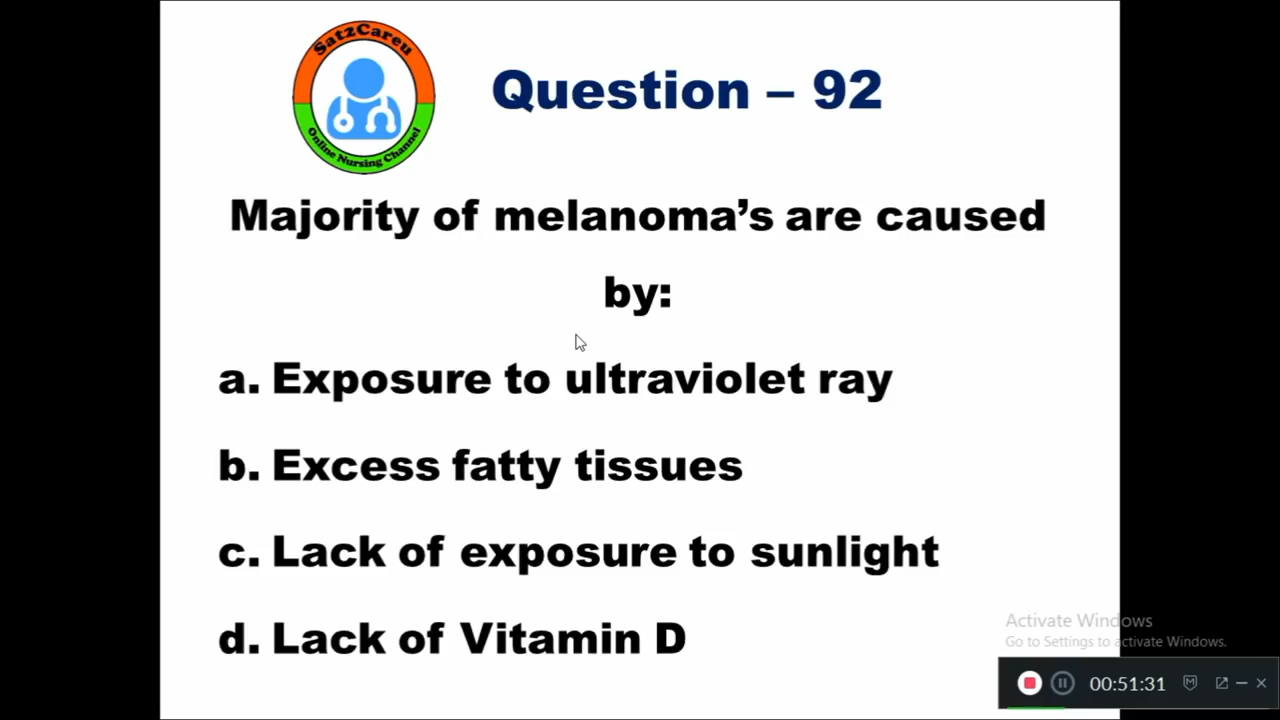 Sat2Careu
Online Nursing Channel
Question – 92
Majority of melanoma’s are caused
by:
a. Exposure to ultraviolet ray
b. Excess fatty tissues
c. Lack of exposure to sunlight
d. Lack of Vitamin D
Activate Windows
Go to Settings to activate Windows.
00:51:31